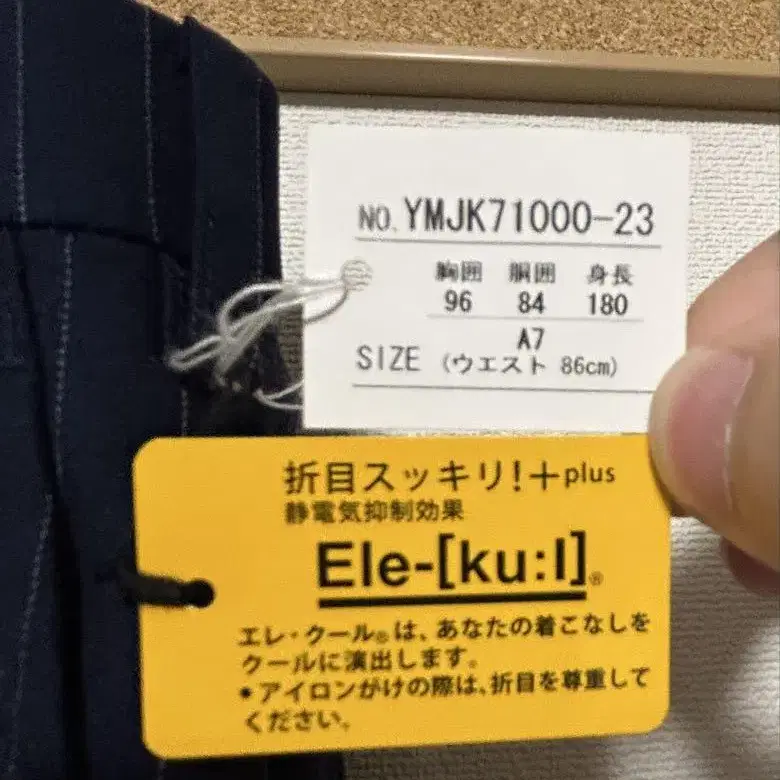 NO. YMJK71000-23
胸囲 胴囲 身長
96 84 180
A7
SIZE (ウエスト 86cm)
折目スッキリ!+plus
静電気抑制効果
Ele-[ku:l]®
エレ・クール®は、あなたの着こなしを
クールに演出します。
•アイロンがけの際は、折目を尊重して
ください。